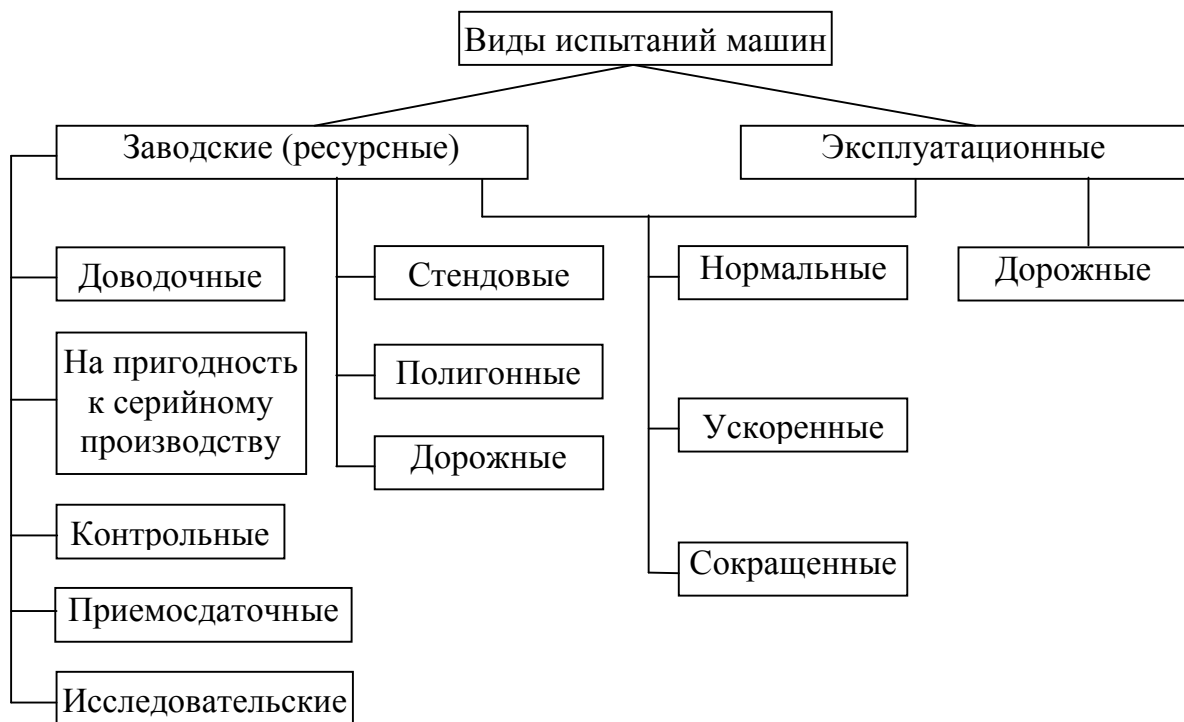 Виды испытаний машин
Заводские (ресурсные)
Эксплуатационные
Доводочные
Стендовые
Нормальные
Дорожные
На пригодность
к серийному
производству
Полигонные
Ускоренные
Дорожные
Контрольные
Сокращенные
Приемосдаточные
Исследовательские